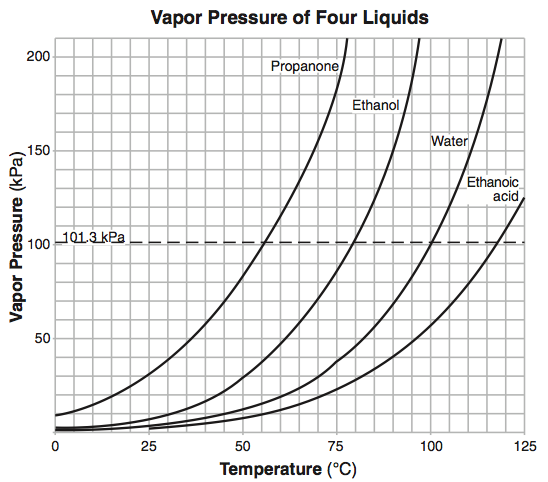 Vapor Pressure of Four Liquids
Vapor Pressure (kPa)
200
150
100
50
Propanone
Ethanol
Water
Ethanoic
acid
101.3 kPa
0
25
50
75
100
125
Temperature (°C)